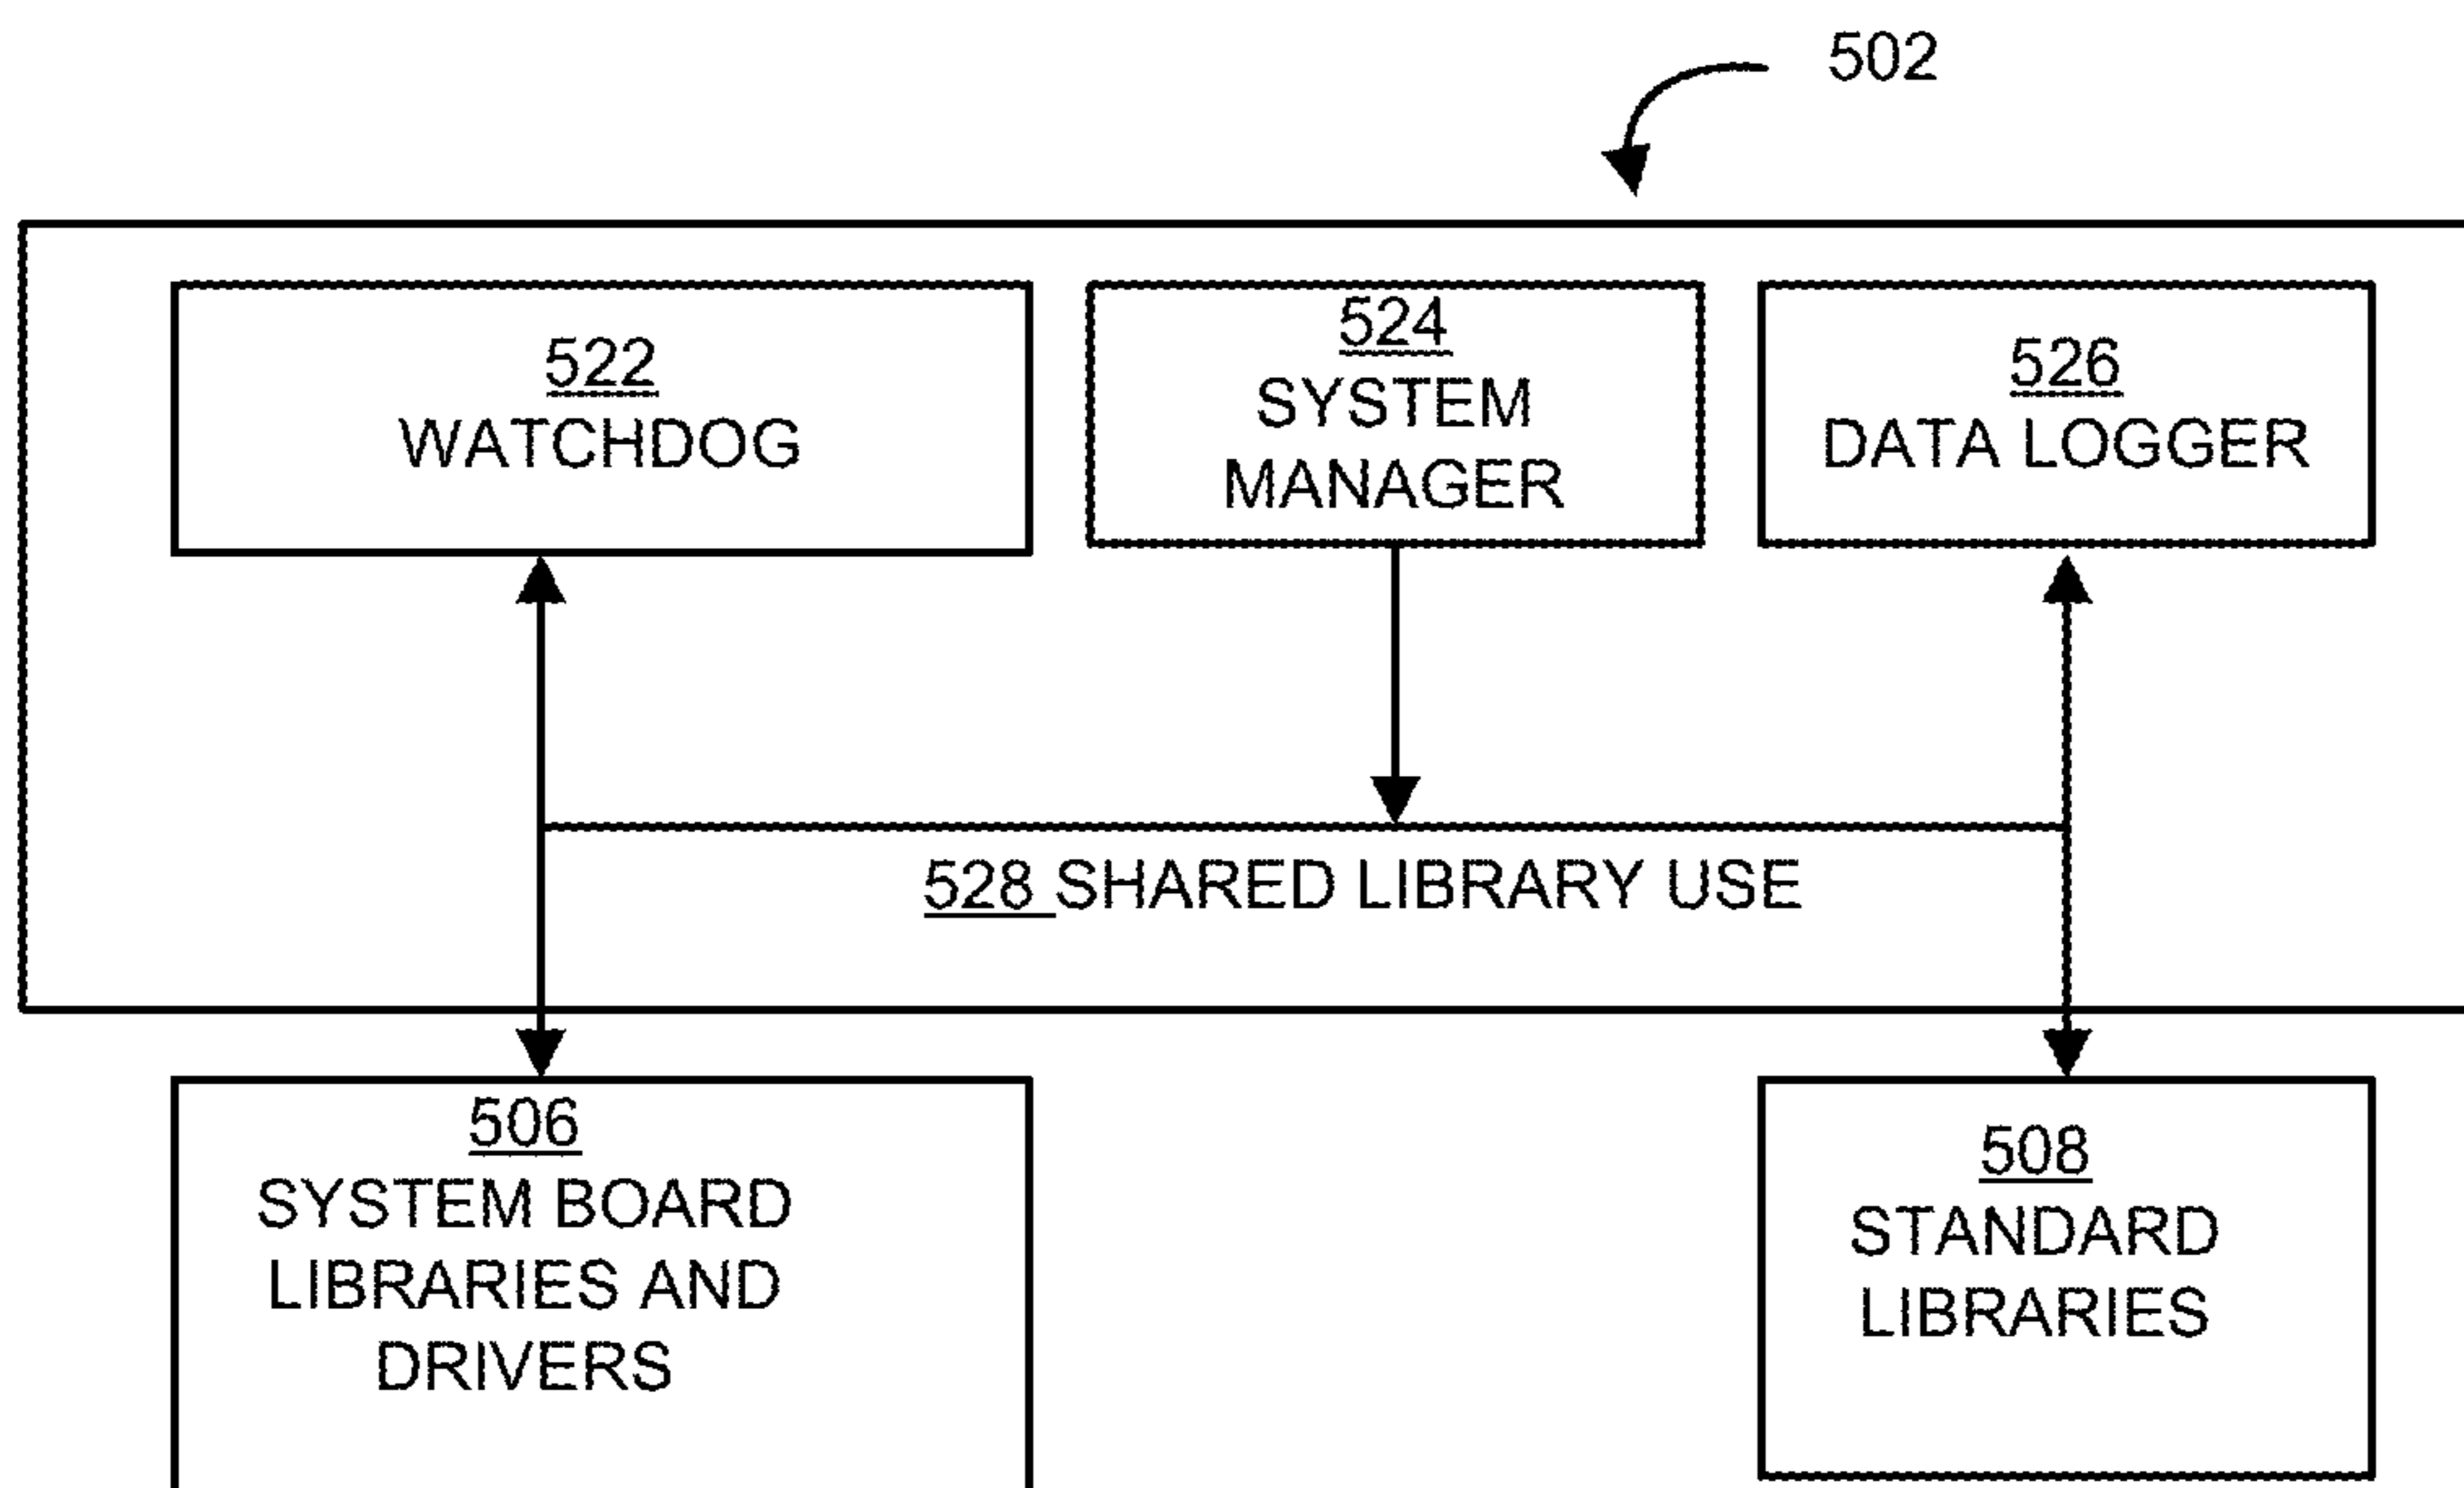 502
522
WATCHDOG
524
SYSTEM
MANAGER
526
DATA LOGGER
528 SHARED LIBRARY USE
506
SYSTEM BOARD
LIBRARIES AND
DRIVERS
508
STANDARD
LIBRARIES